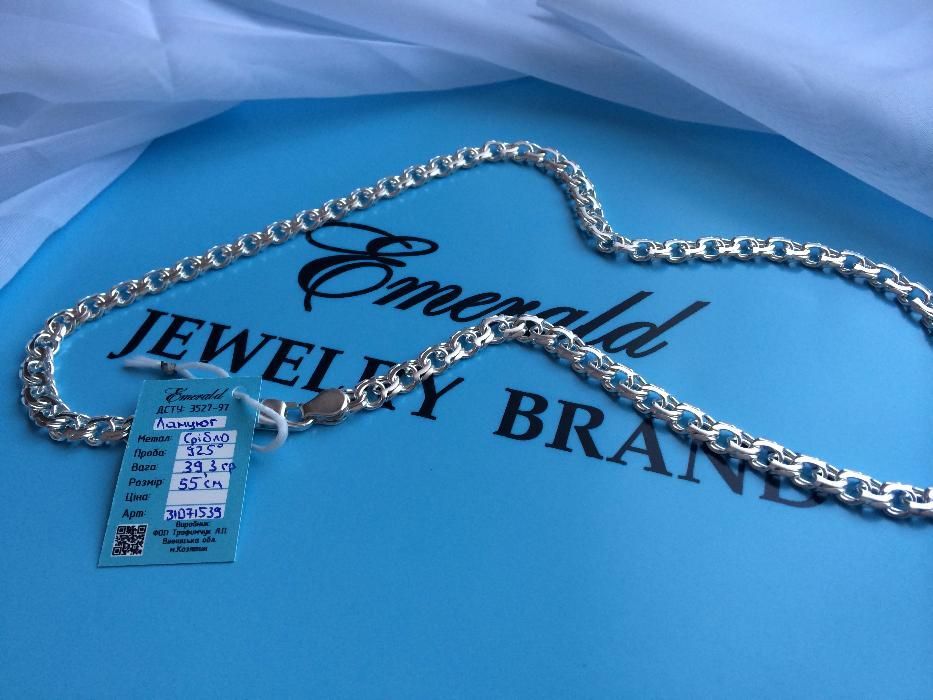 Emerald
JEWELRY BRAND
Emerald
ДСТУ: 3527-97
Ланцюг
Метал: Срібло
Проба: 925°
Вага: 39,3 гр
Розмір: 55 см
Ціна:
Арт: 31071539
Виробник:
ФОП Трофимчук Л.П.
Вінницька обл.
м.Козятин